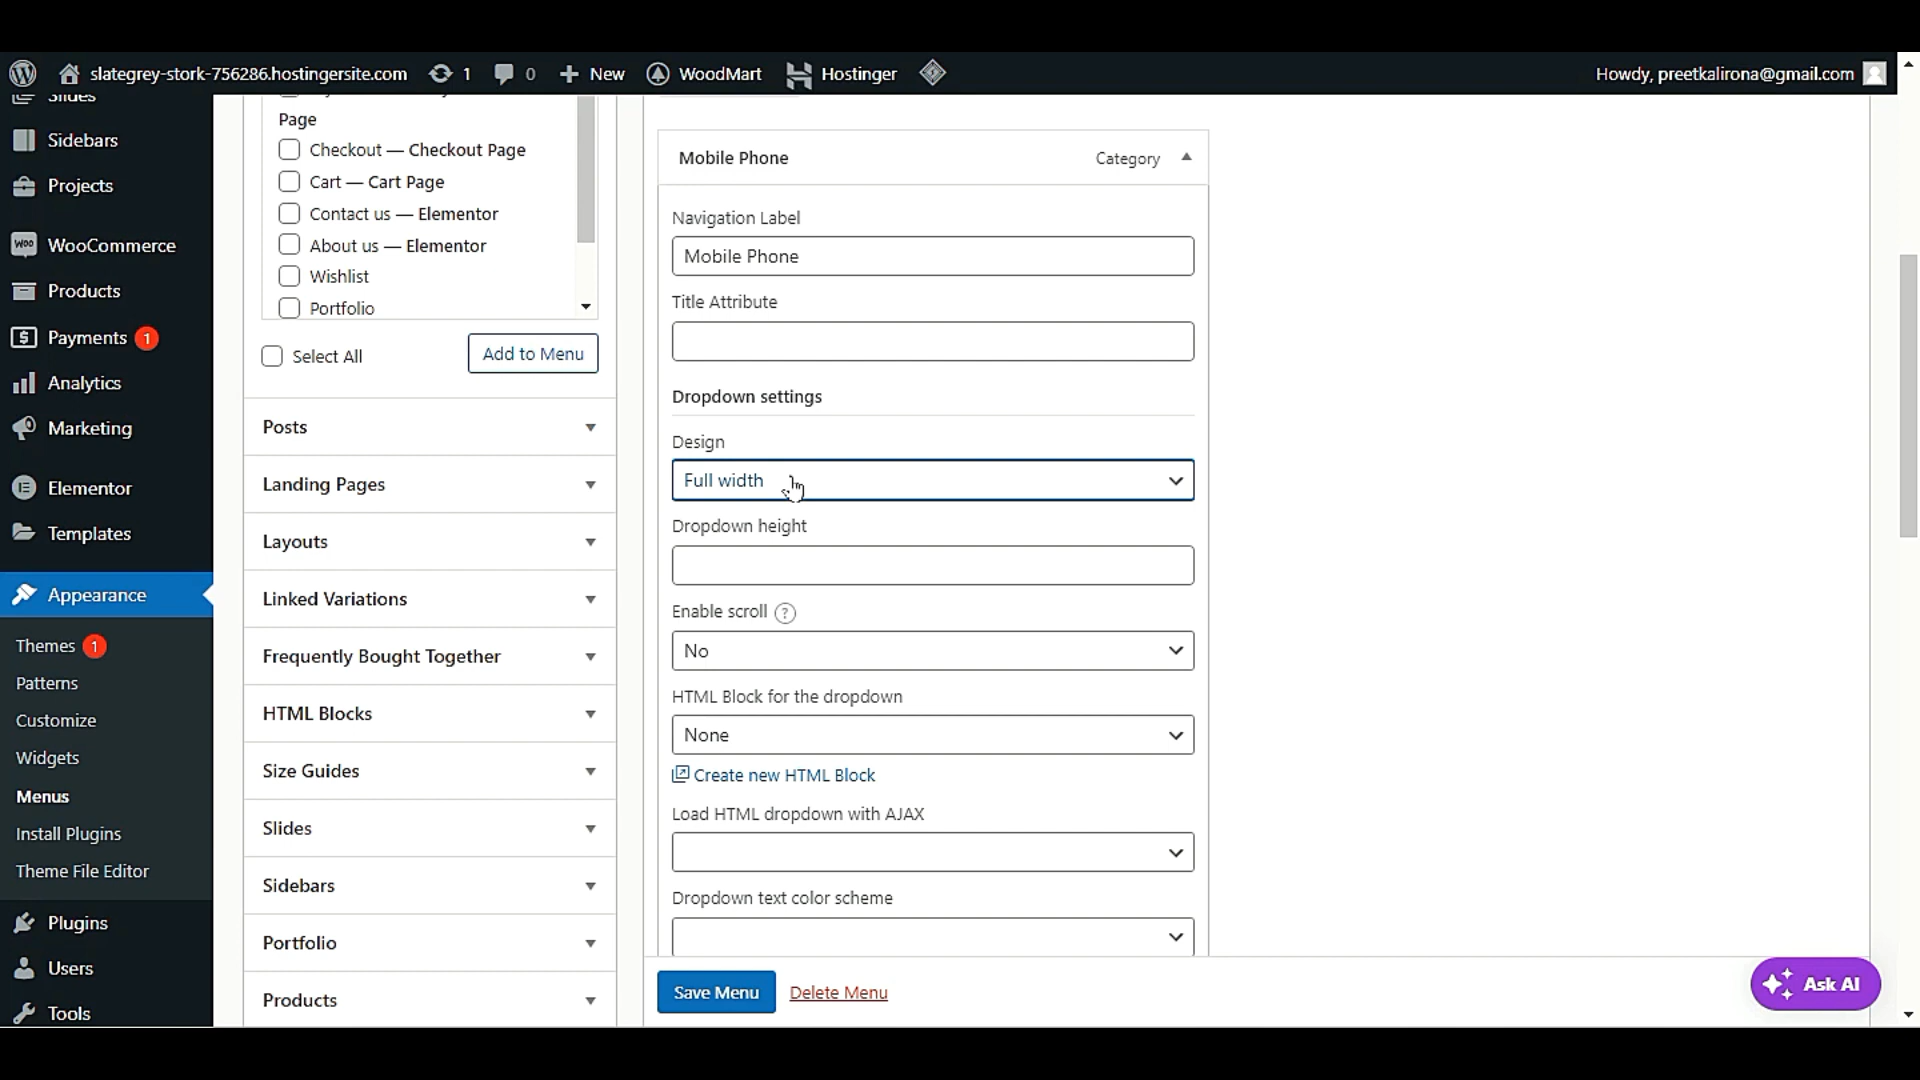 slategrey-stork-756286.hostingersite.com 1 0 New WoodMart Hostinger Howdy, preetkalirona@gmail.com
Slides
Sidebars
Projects
WOO WooCommerce
Products
Payments 1
Analytics
Marketing
Elementor
Templates
Appearance
Themes 1
Patterns
Customize
Widgets
Menus
Install Plugins
Theme File Editor
Plugins
Users
Tools
Page
Checkout — Checkout Page
Cart — Cart Page
Contact us — Elementor
About us — Elementor
Wishlist
Portfolio
Select All Add to Menu
Posts
Landing Pages
Layouts
Linked Variations
Frequently Bought Together
HTML Blocks
Size Guides
Slides
Sidebars
Portfolio
Products
Mobile Phone Category
Navigation Label
Mobile Phone
Title Attribute
Dropdown settings
Design
Full width
Dropdown height
Enable scroll ?
No
HTML Block for the dropdown
None
Create new HTML Block
Load HTML dropdown with AJAX
Dropdown text color scheme
Save Menu Delete Menu
Ask AI